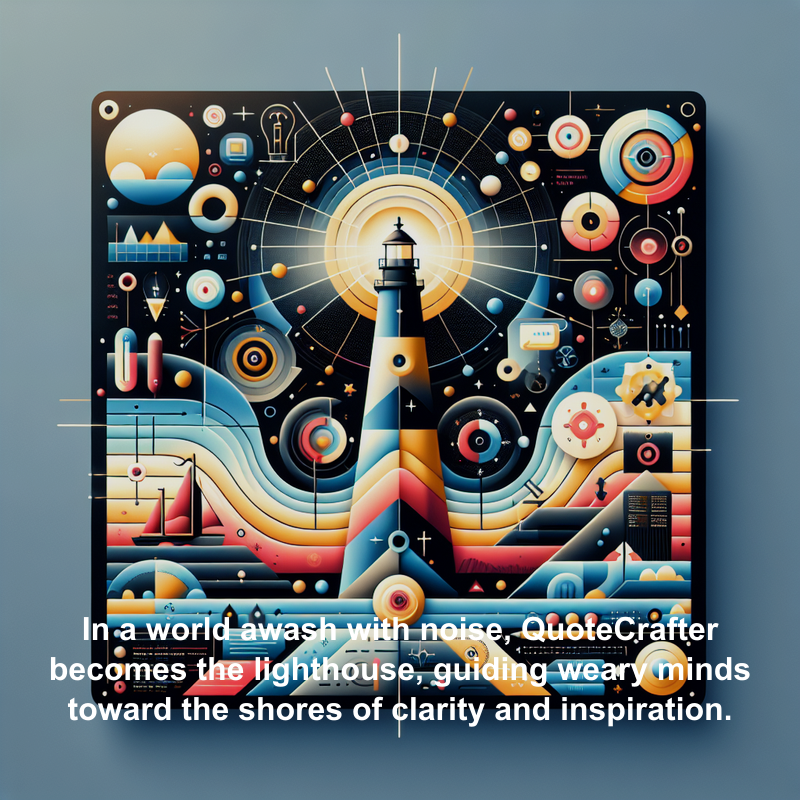 In a world awash with noise, QuoteCrafter
becomes the lighthouse, guiding weary minds
toward the shores of clarity and inspiration.